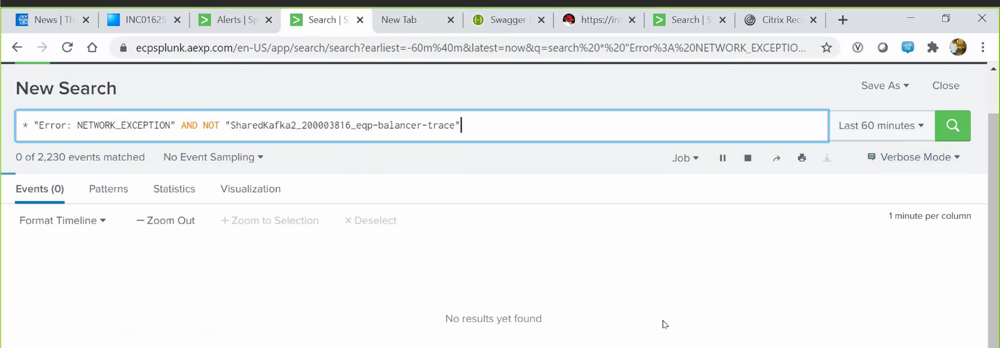 News | Th INC01625 Alerts | Sp Search | S New Tab Swagger https://int Search | S Citrix Rec
ecpsplunk.aexp.com/en-US/app/search/search?earliest=-60m%40m&latest=now&q=search%20*%20"Error%3A%20NETWORK_EXCEPTIO...
New Search Save As Close
* "Error: NETWORK_EXCEPTION" AND NOT "SharedKafka2_200003816_eqp-balancer-trace" Last 60 minutes
0 of 2,230 events matched No Event Sampling Job Verbose Mode
Events (0) Patterns Statistics Visualization
Format Timeline — Zoom Out + Zoom to Selection × Deselect 1 minute per column
No results yet found